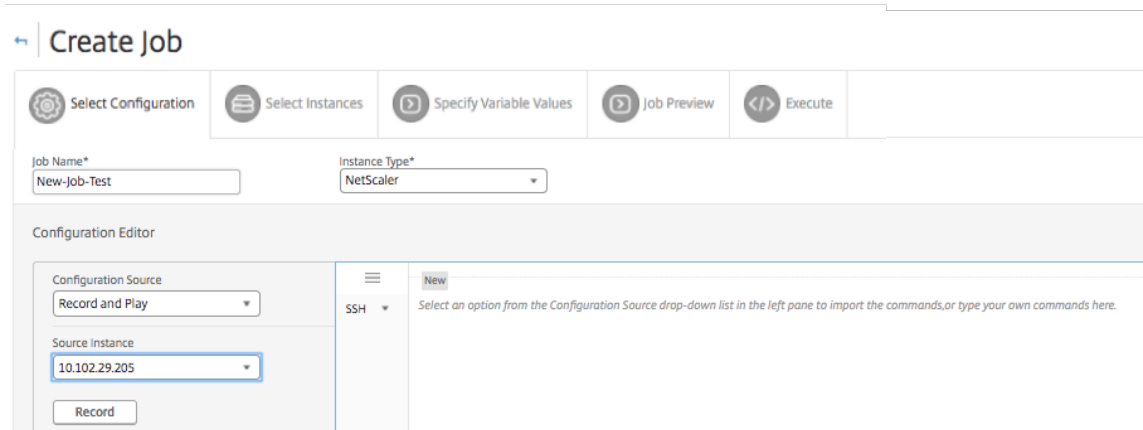 Create Job
Select Configuration
Select Instances
Specify Variable Values
Job Preview
Execute
Job Name*
Instance Type*
New-Job-Test
NetScaler
Configuration Editor
Configuration Source
Record and Play
Source Instance
10.102.29.205
Record
New
SSH
Select an option from the Configuration Source drop-down list in the left pane to import the commands,or type your own commands here.